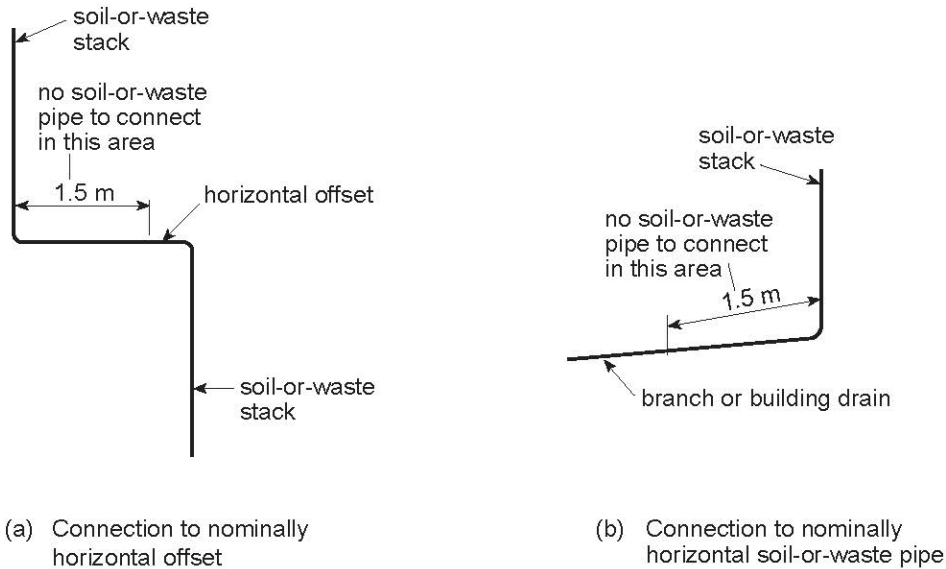 soil-or-waste
stack
no soil-or-waste
pipe to connect
in this area
1.5 m
horizontal offset
soil-or-waste
stack
(a) Connection to nominally
horizontal offset
soil-or-waste
stack
no soil-or-waste
pipe to connect
in this area
1.5 m
branch or building drain
(b) Connection to nominally
horizontal soil-or-waste pipe